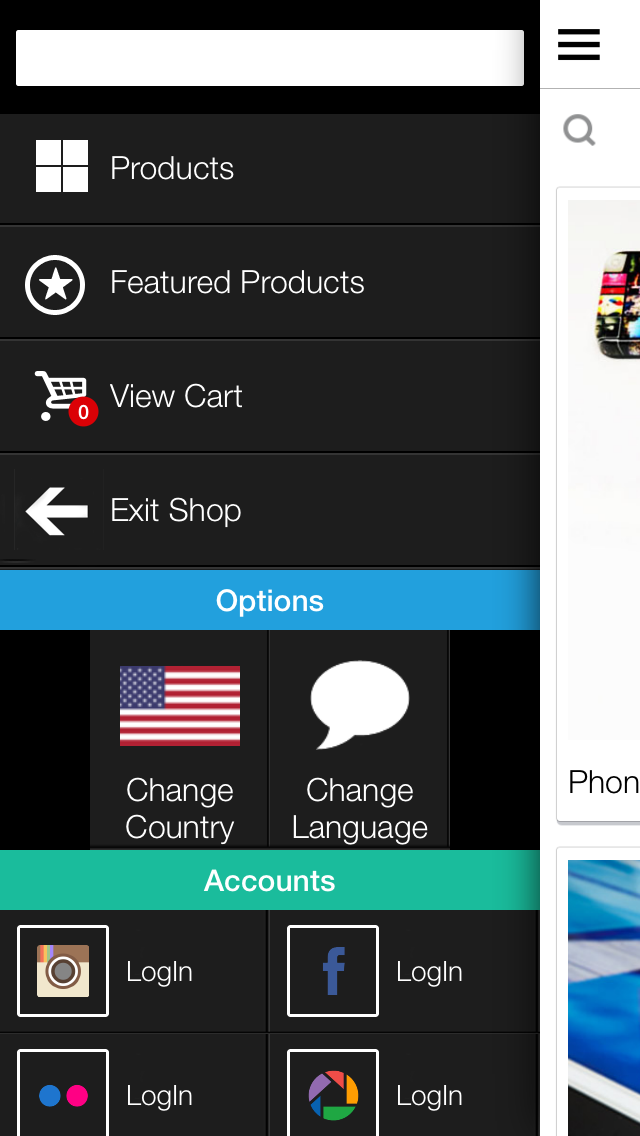 Products
Featured Products
View Cart
0
Exit Shop
Options
Change
Country
Change
Language
Accounts
LogIn
LogIn
LogIn
LogIn
Phon